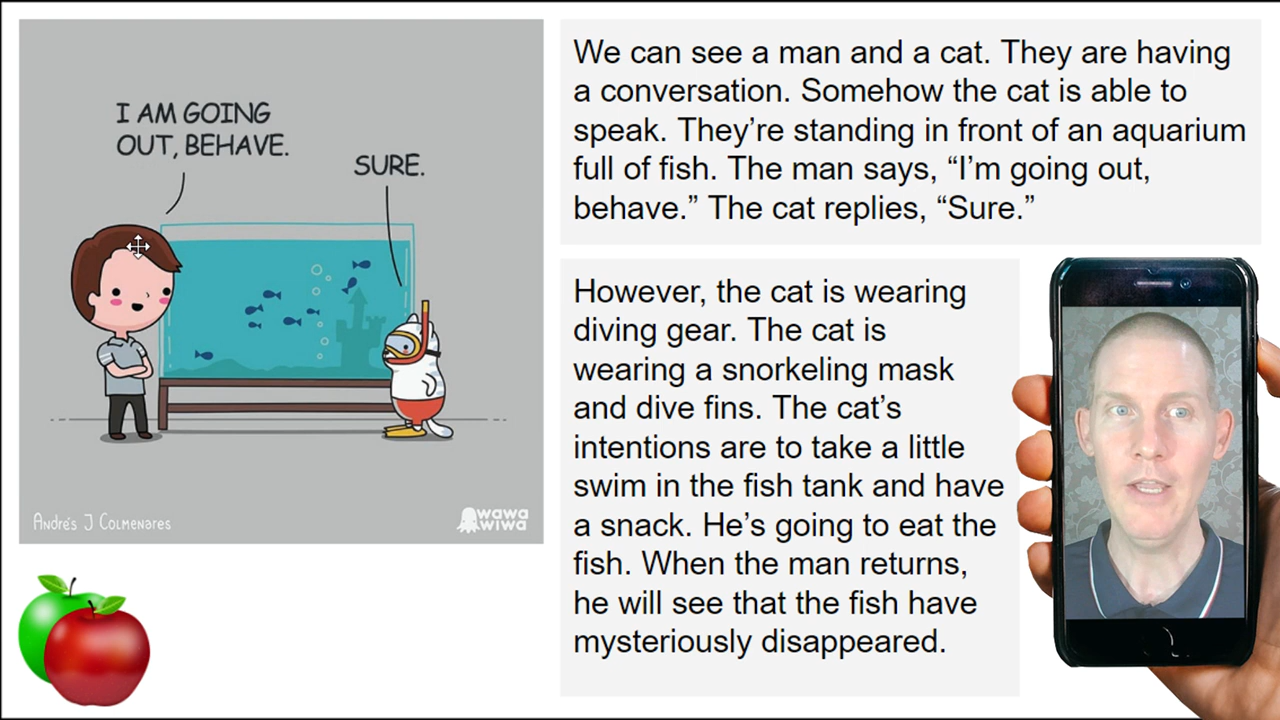 I AM GOING
OUT, BEHAVE.
SURE.
Andrés J Colmenares
wawa
wiwa
We can see a man and a cat. They are having
a conversation. Somehow the cat is able to
speak. They’re standing in front of an aquarium
full of fish. The man says, “I’m going out,
behave.” The cat replies, “Sure.”
However, the cat is wearing
diving gear. The cat is
wearing a snorkeling mask
and dive fins. The cat’s
intentions are to take a little
swim in the fish tank and have
a snack. He’s going to eat the
fish. When the man returns,
he will see that the fish have
mysteriously disappeared.